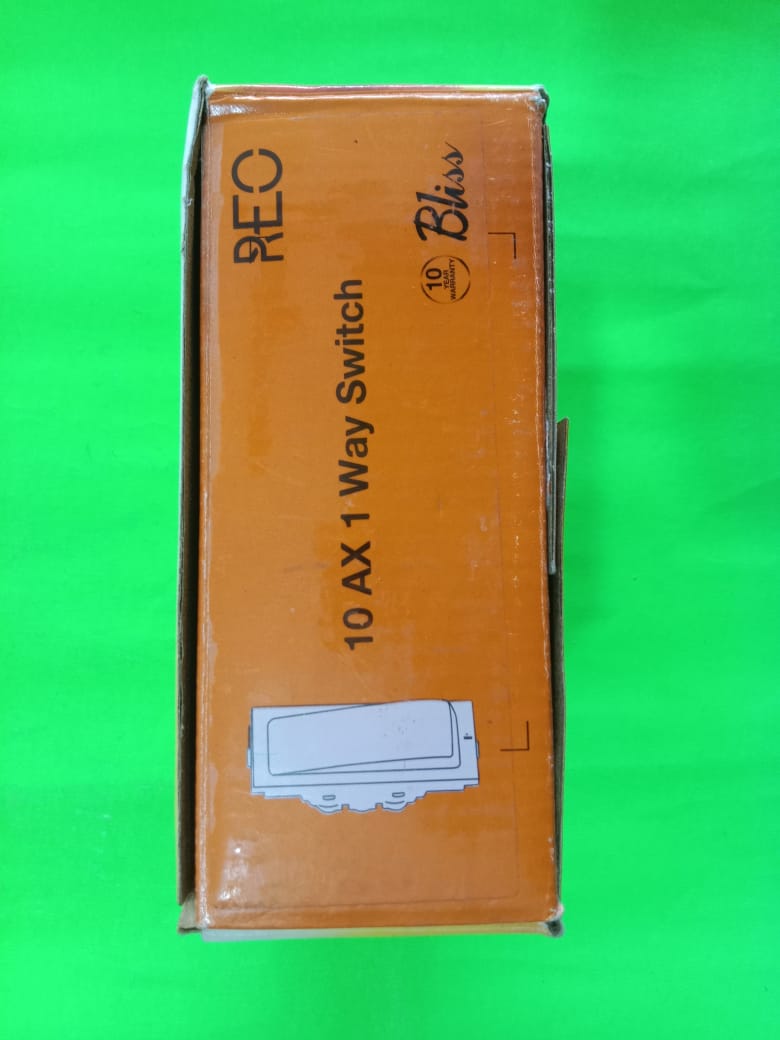 REO
10 AX 1 Way Switch
10
YEAR
WARRANTY
Bliss